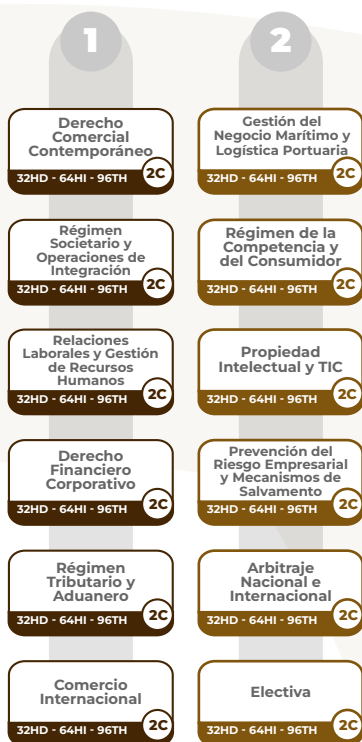 1
Derecho
Comercial
Contemporáneo
32HD - 64HI - 96TH
2C
Régimen
Societario y
Operaciones de
Integración
32HD - 64HI - 96TH
2C
Relaciones
Laborales y Gestión
de Recursos
Humanos
32HD - 64HI - 96TH
2C
Derecho
Financiero
Corporativo
32HD - 64HI - 96TH
2C
Régimen
Tributario y
Aduanero
32HD - 64HI - 96TH
2C
Comercio
Internacional
32HD - 64HI - 96TH
2C
2
Gestión del
Negocio Marítimo y
Logística Portuaria
32HD - 64HI - 96TH
2C
Régimen de la
Competencia y
del Consumidor
32HD - 64HI - 96TH
2C
Propiedad
Intelectual y TIC
32HD - 64HI - 96TH
2C
Prevención del
Riesgo Empresarial
y Mecanismos de
Salvamento
32HD - 64HI - 96TH
2C
Arbitraje
Nacional e
Internacional
32HD - 64HI - 96TH
2C
Electiva
32HD - 64HI - 96TH
2C